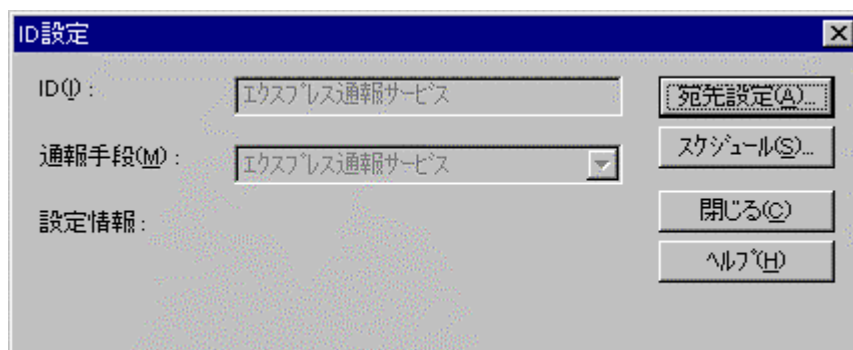 ID設定
ID(I) :
エクスプレス通報サービス
宛先設定(A)...
通報手段(M) :
エクスプレス通報サービス
スケジュール(S)...
設定情報 :
閉じる(C)
ヘルプ(H)